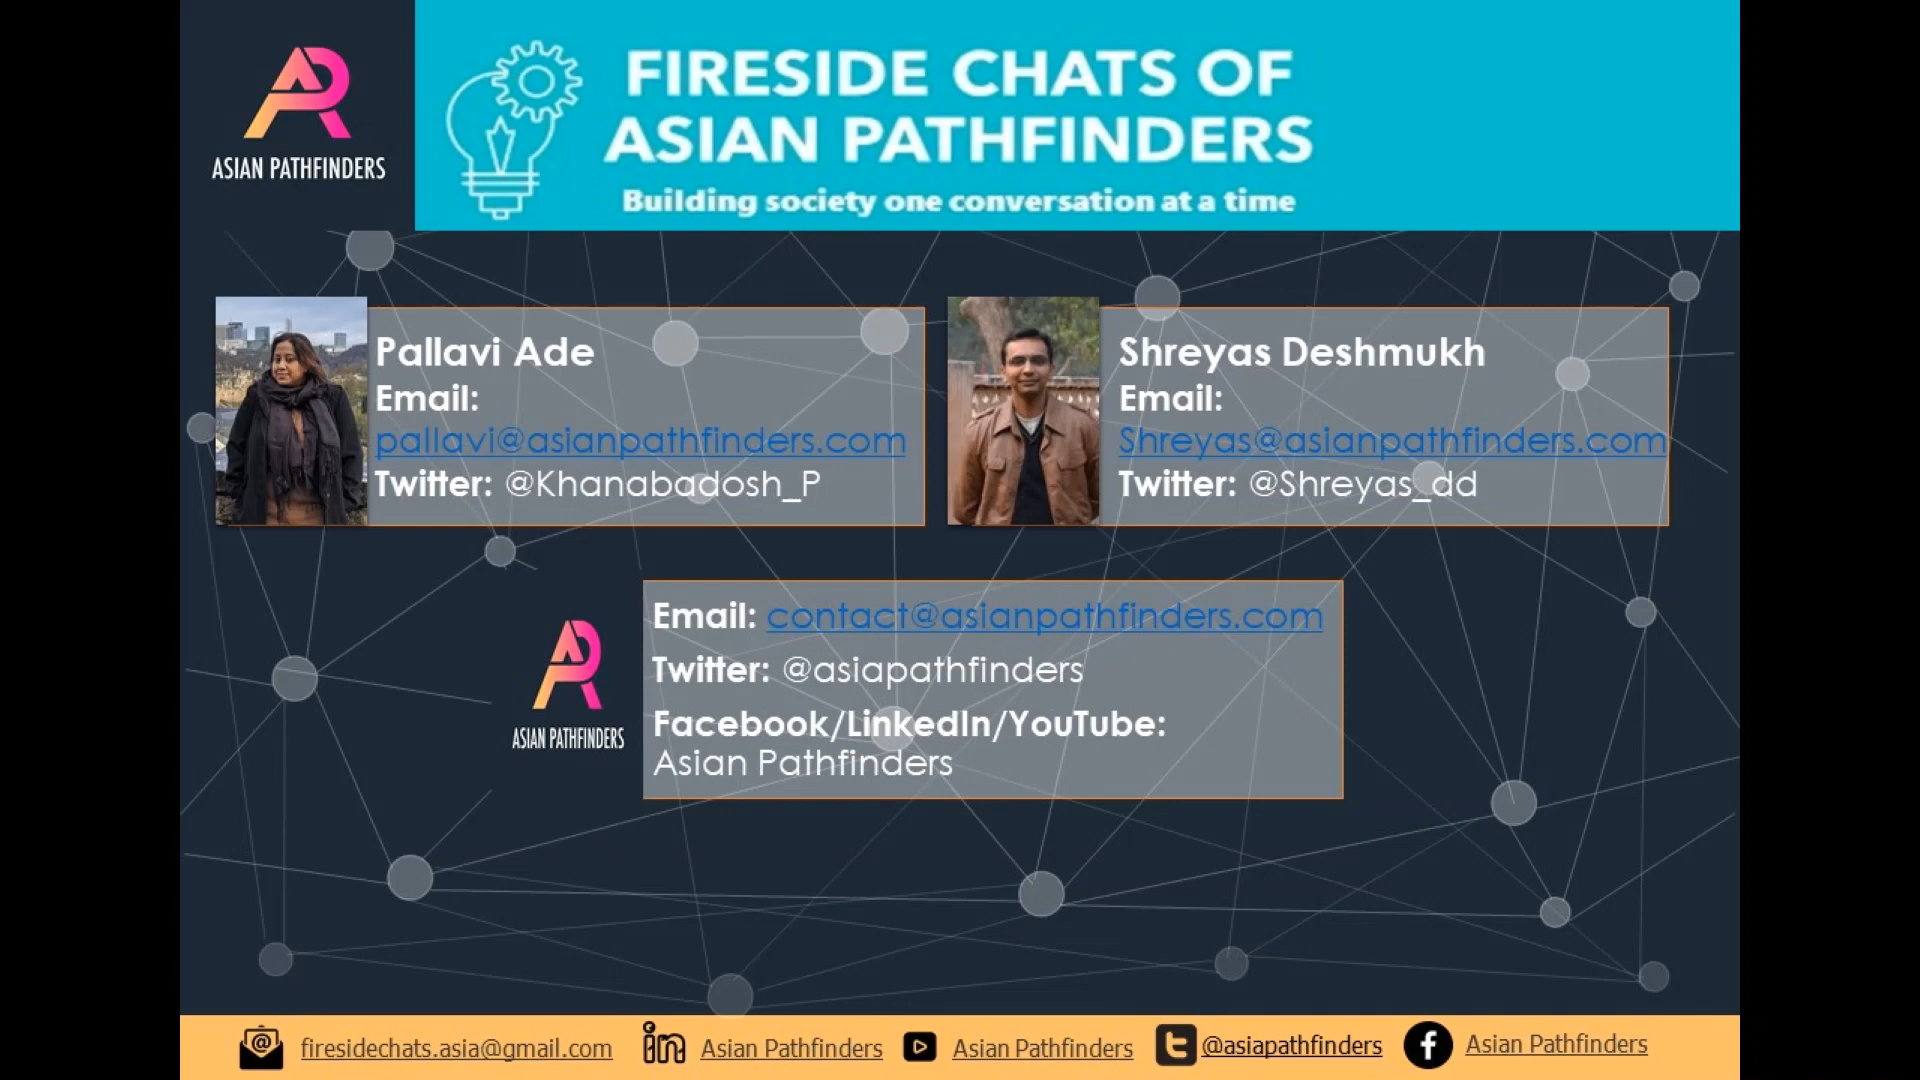 ASIAN PATHFINDERS
FIRESIDE CHATS OF
ASIAN PATHFINDERS
Building society one conversation at a time
Pallavi Ade
Email:
pallavi@asianpathfinders.com
Twitter: @Khanabadosh_P
Shreyas Deshmukh
Email:
Shreyas@asianpathfinders.com
Twitter: @Shreyas_dd
ASIAN PATHFINDERS
Email: contact@asianpathfinders.com
Twitter: @asiapathfinders
Facebook/LinkedIn/YouTube:
Asian Pathfinders
firesidechats.asia@gmail.com
Asian Pathfinders
Asian Pathfinders
@asiapathfinders
Asian Pathfinders